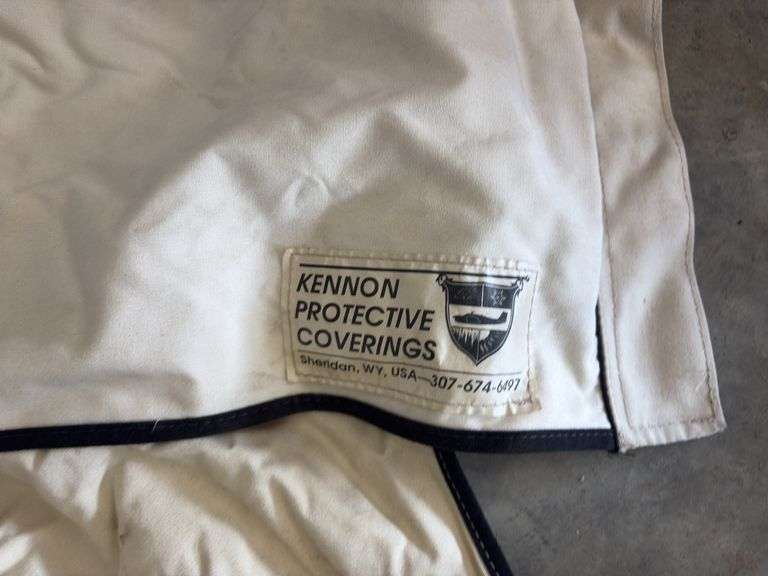 KENNON
PROTECTIVE
COVERINGS
Sheridan, WY, USA—307-674-6497